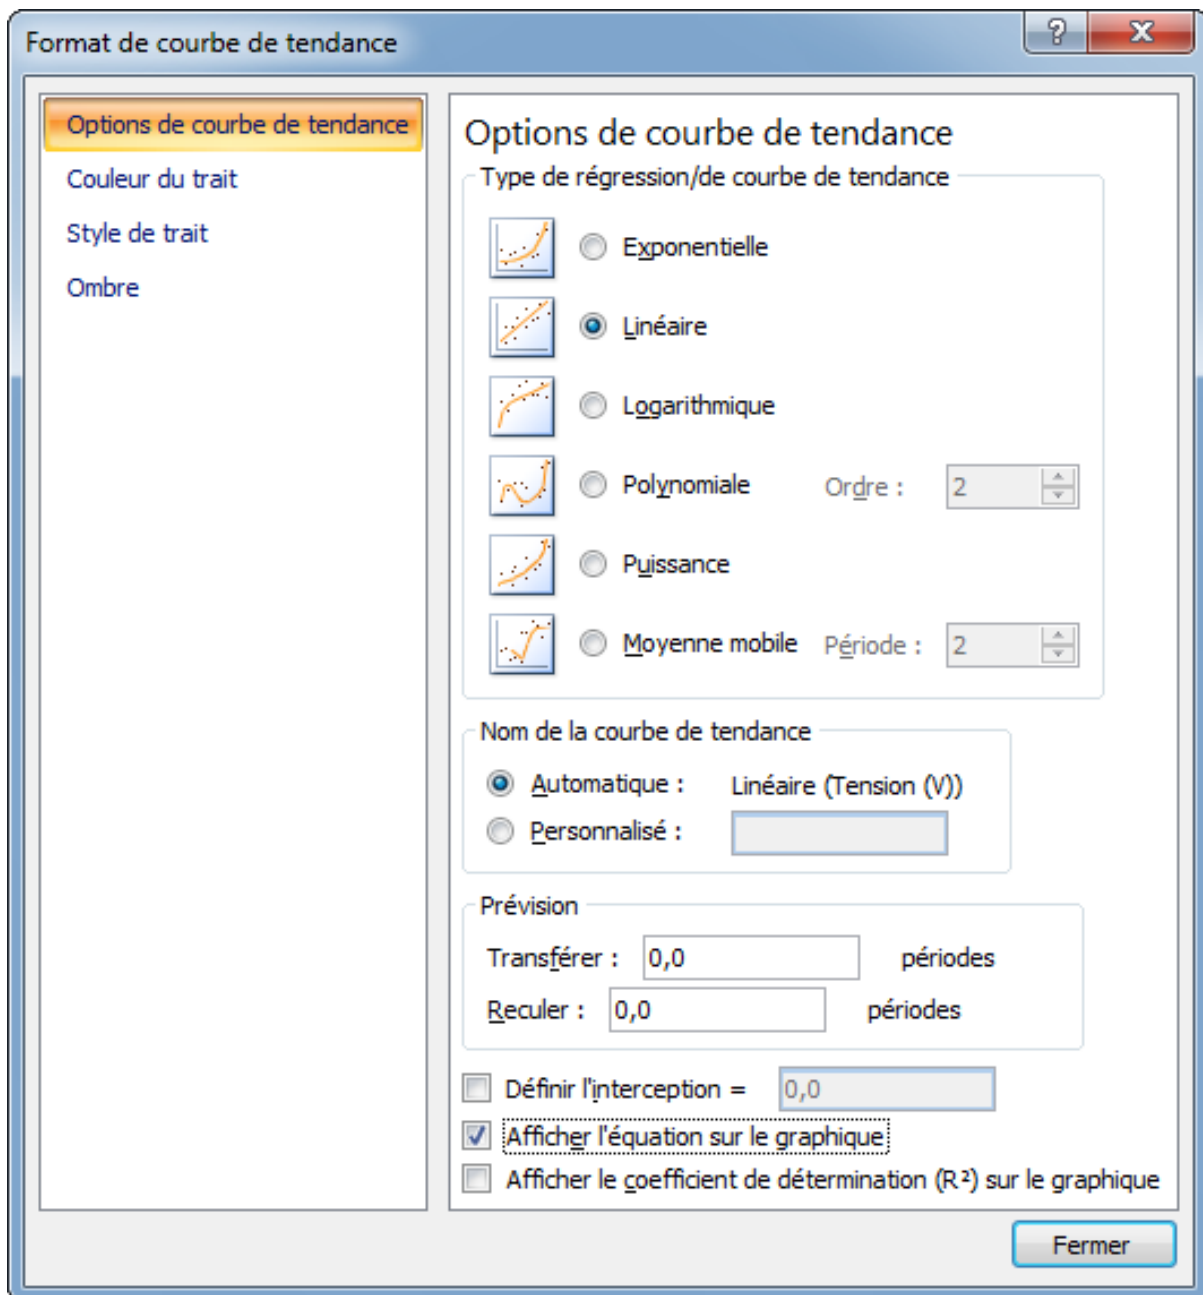 Format de courbe de tendance
?
Options de courbe de tendance
Couleur du trait
Style de trait
Ombre
Options de courbe de tendance
Type de régression/de courbe de tendance
Exponentielle
Linéaire
Logarithmique
Polynomiale Ordre : 2
Puissance
Moyenne mobile Période : 2
Nom de la courbe de tendance
Automatique : Linéaire (Tension (V))
Personnalisé :
Prévision
Transférer : 0,0 périodes
Reculer : 0,0 périodes
Définir l'interception = 0,0
Afficher l'équation sur le graphique
Afficher le coefficient de détermination (R²) sur le graphique
Fermer